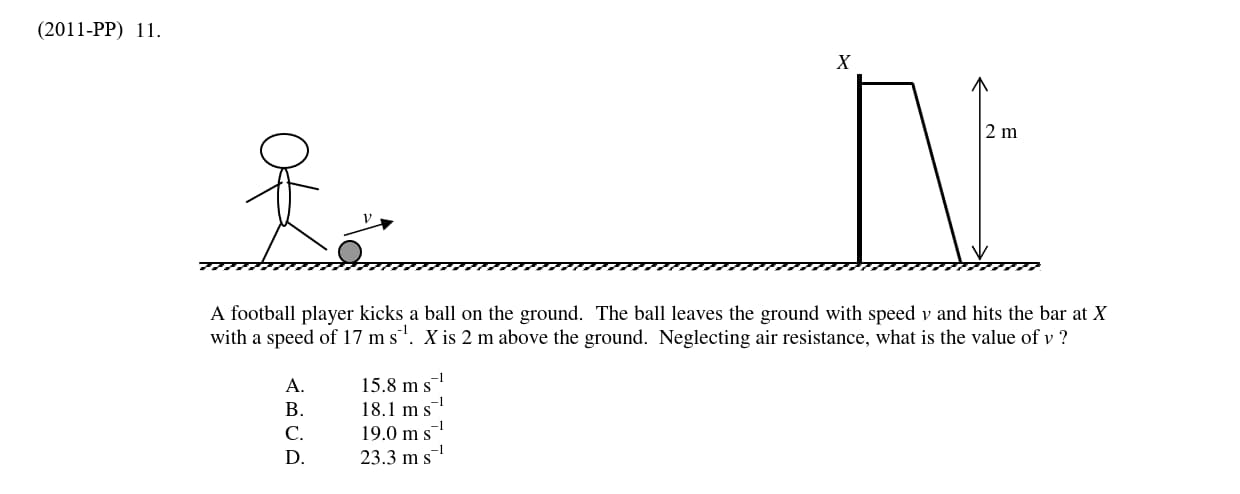 (2011-PP) 11.
X
2 m
v
A football player kicks a ball on the ground. The ball leaves the ground with speed v and hits the bar at X
with a speed of 17 m s⁻¹. X is 2 m above the ground. Neglecting air resistance, what is the value of v ?
A. 15.8 m s⁻¹
B. 18.1 m s⁻¹
C. 19.0 m s⁻¹
D. 23.3 m s⁻¹